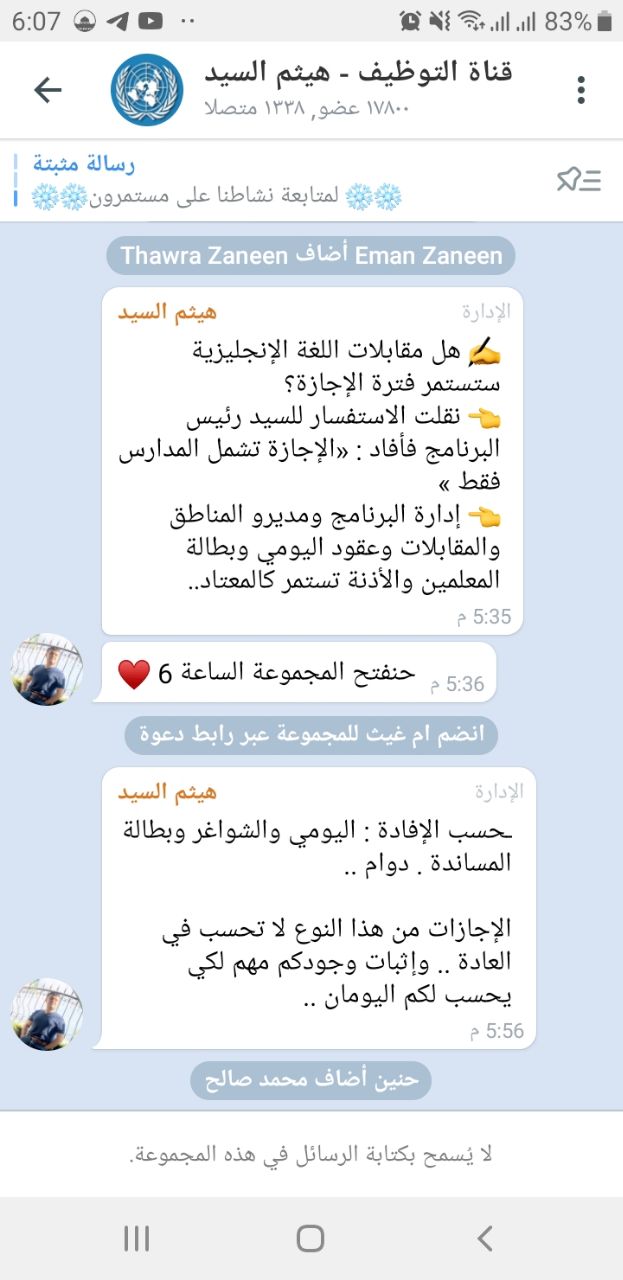 6:07
83%
قناة التوظيف - هيثم السيد
١٧٨٠٠ عضو, ١٣٣٨ متصلا
رسالة مثبتة
❄️❄️ لمتابعة نشاطنا على مستمرون❄️❄️
Eman Zaneen أضاف Thawra Zaneen
هيثم السيد
الإدارة
✍️ هل مقابلات اللغة الإنجليزية
ستستمر فترة الإجازة؟
👈 نقلت الاستفسار للسيد رئيس
البرنامج فأفاد : «الإجازة تشمل المدارس
فقط »
👈 إدارة البرنامج ومديرو المناطق
والمقابلات وعقود اليومي وبطالة
المعلمين والأذنة تستمر كالمعتاد..
5:35 م
حنفتح المجموعة الساعة 6 ❤️
5:36 م
انضم ام غيث للمجموعة عبر رابط دعوة
هيثم السيد
الإدارة
ـحسب الإفادة : اليومي والشواغر وبطالة
المساندة . دوام ..
الإجازات من هذا النوع لا تحسب في
العادة .. وإثبات وجودكم مهم لكي
يحسب لكم اليومان ..
5:56 م
حنين أضاف محمد صالح
لا يُسمح بكتابة الرسائل في هذه المجموعة.